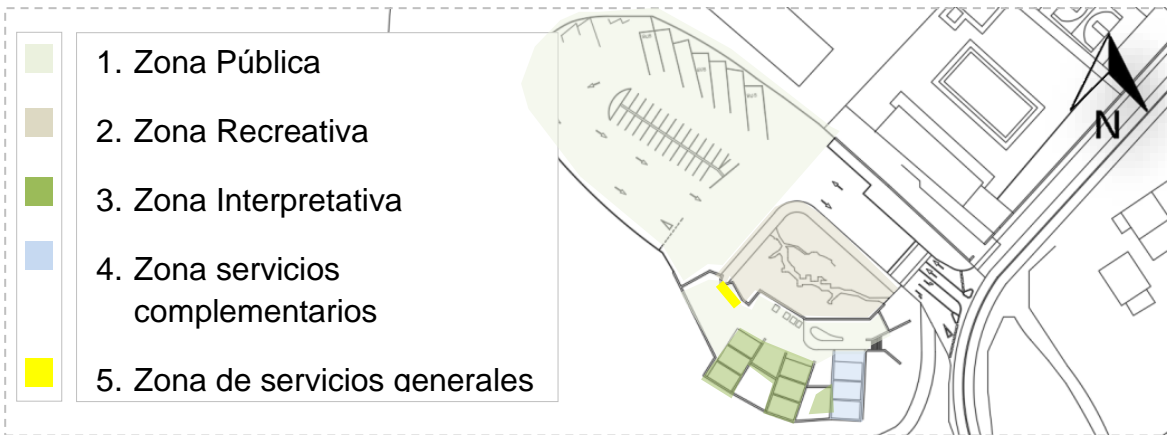 1. Zona Pública
2. Zona Recreativa
3. Zona Interpretativa
4. Zona servicios
complementarios
5. Zona de servicios generales
N